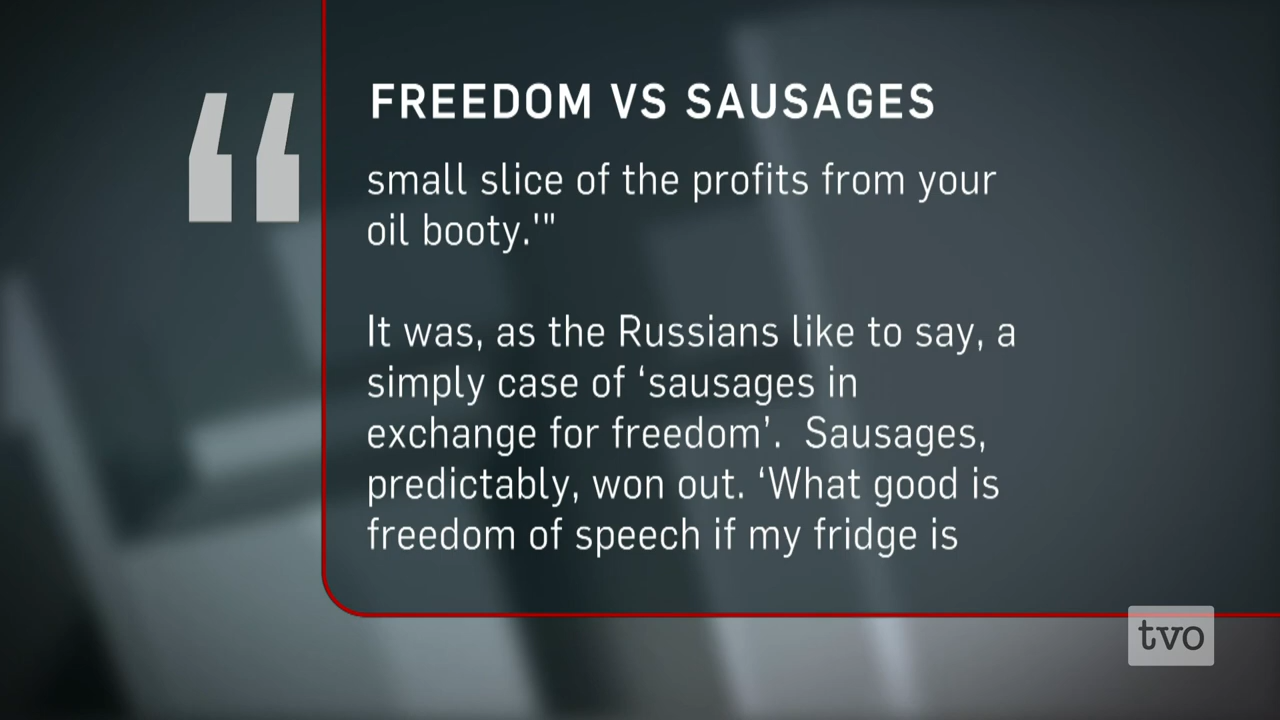 FREEDOM VS SAUSAGES
small slice of the profits from your
oil booty.'"
It was, as the Russians like to say, a
simply case of ‘sausages in
exchange for freedom’.  Sausages,
predictably, won out. ‘What good is
freedom of speech if my fridge is
tvo